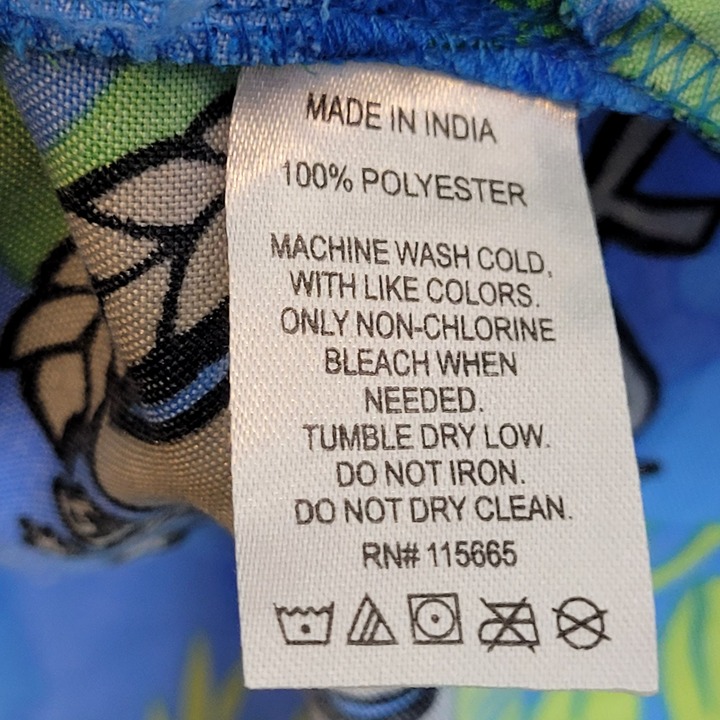 MADE IN INDIA
100% POLYESTER
MACHINE WASH COLD,
WITH LIKE COLORS.
ONLY NON-CHLORINE
BLEACH WHEN
NEEDED.
TUMBLE DRY LOW.
DO NOT IRON.
DO NOT DRY CLEAN.
RN# 115665